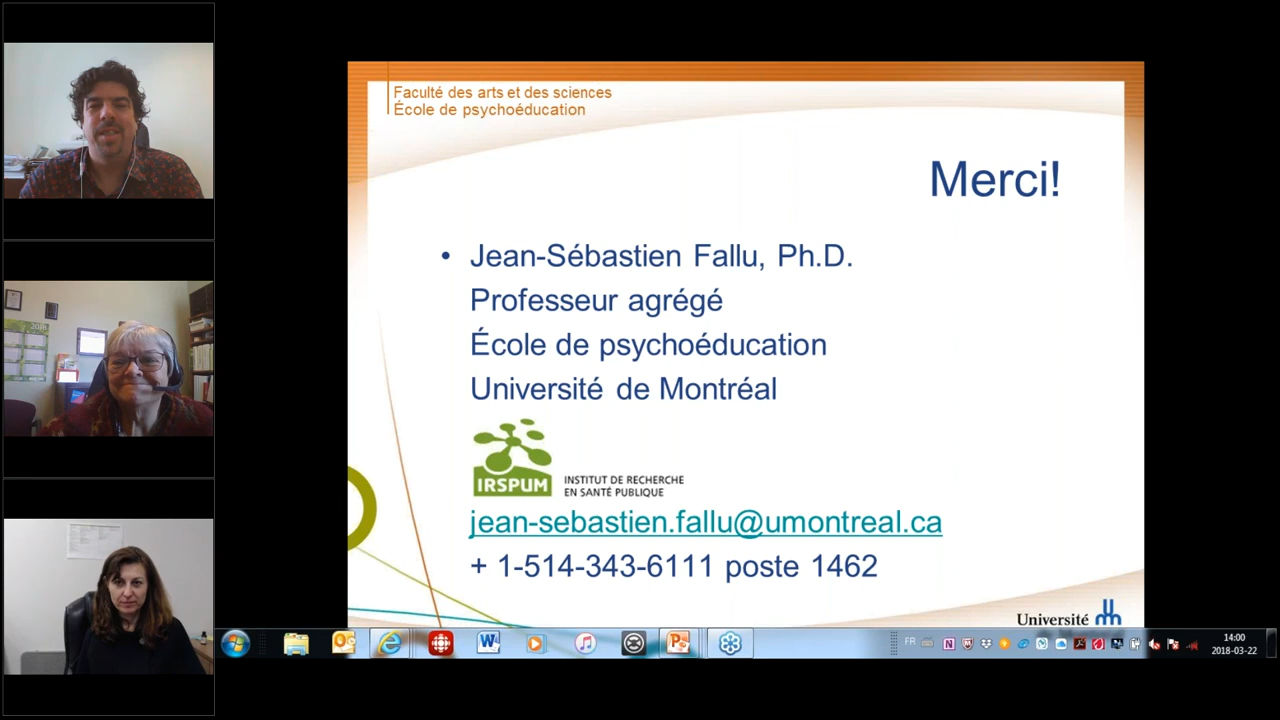 Faculté des arts et des sciences
École de psychoéducation
Merci!
• Jean-Sébastien Fallu, Ph.D.
Professeur agrégé
École de psychoéducation
Université de Montréal
IRSPUM
INSTITUT DE RECHERCHE
EN SANTÉ PUBLIQUE
jean-sebastien.fallu@umontreal.ca
+ 1-514-343-6111 poste 1462
Université
FR
14:00
2018-03-22